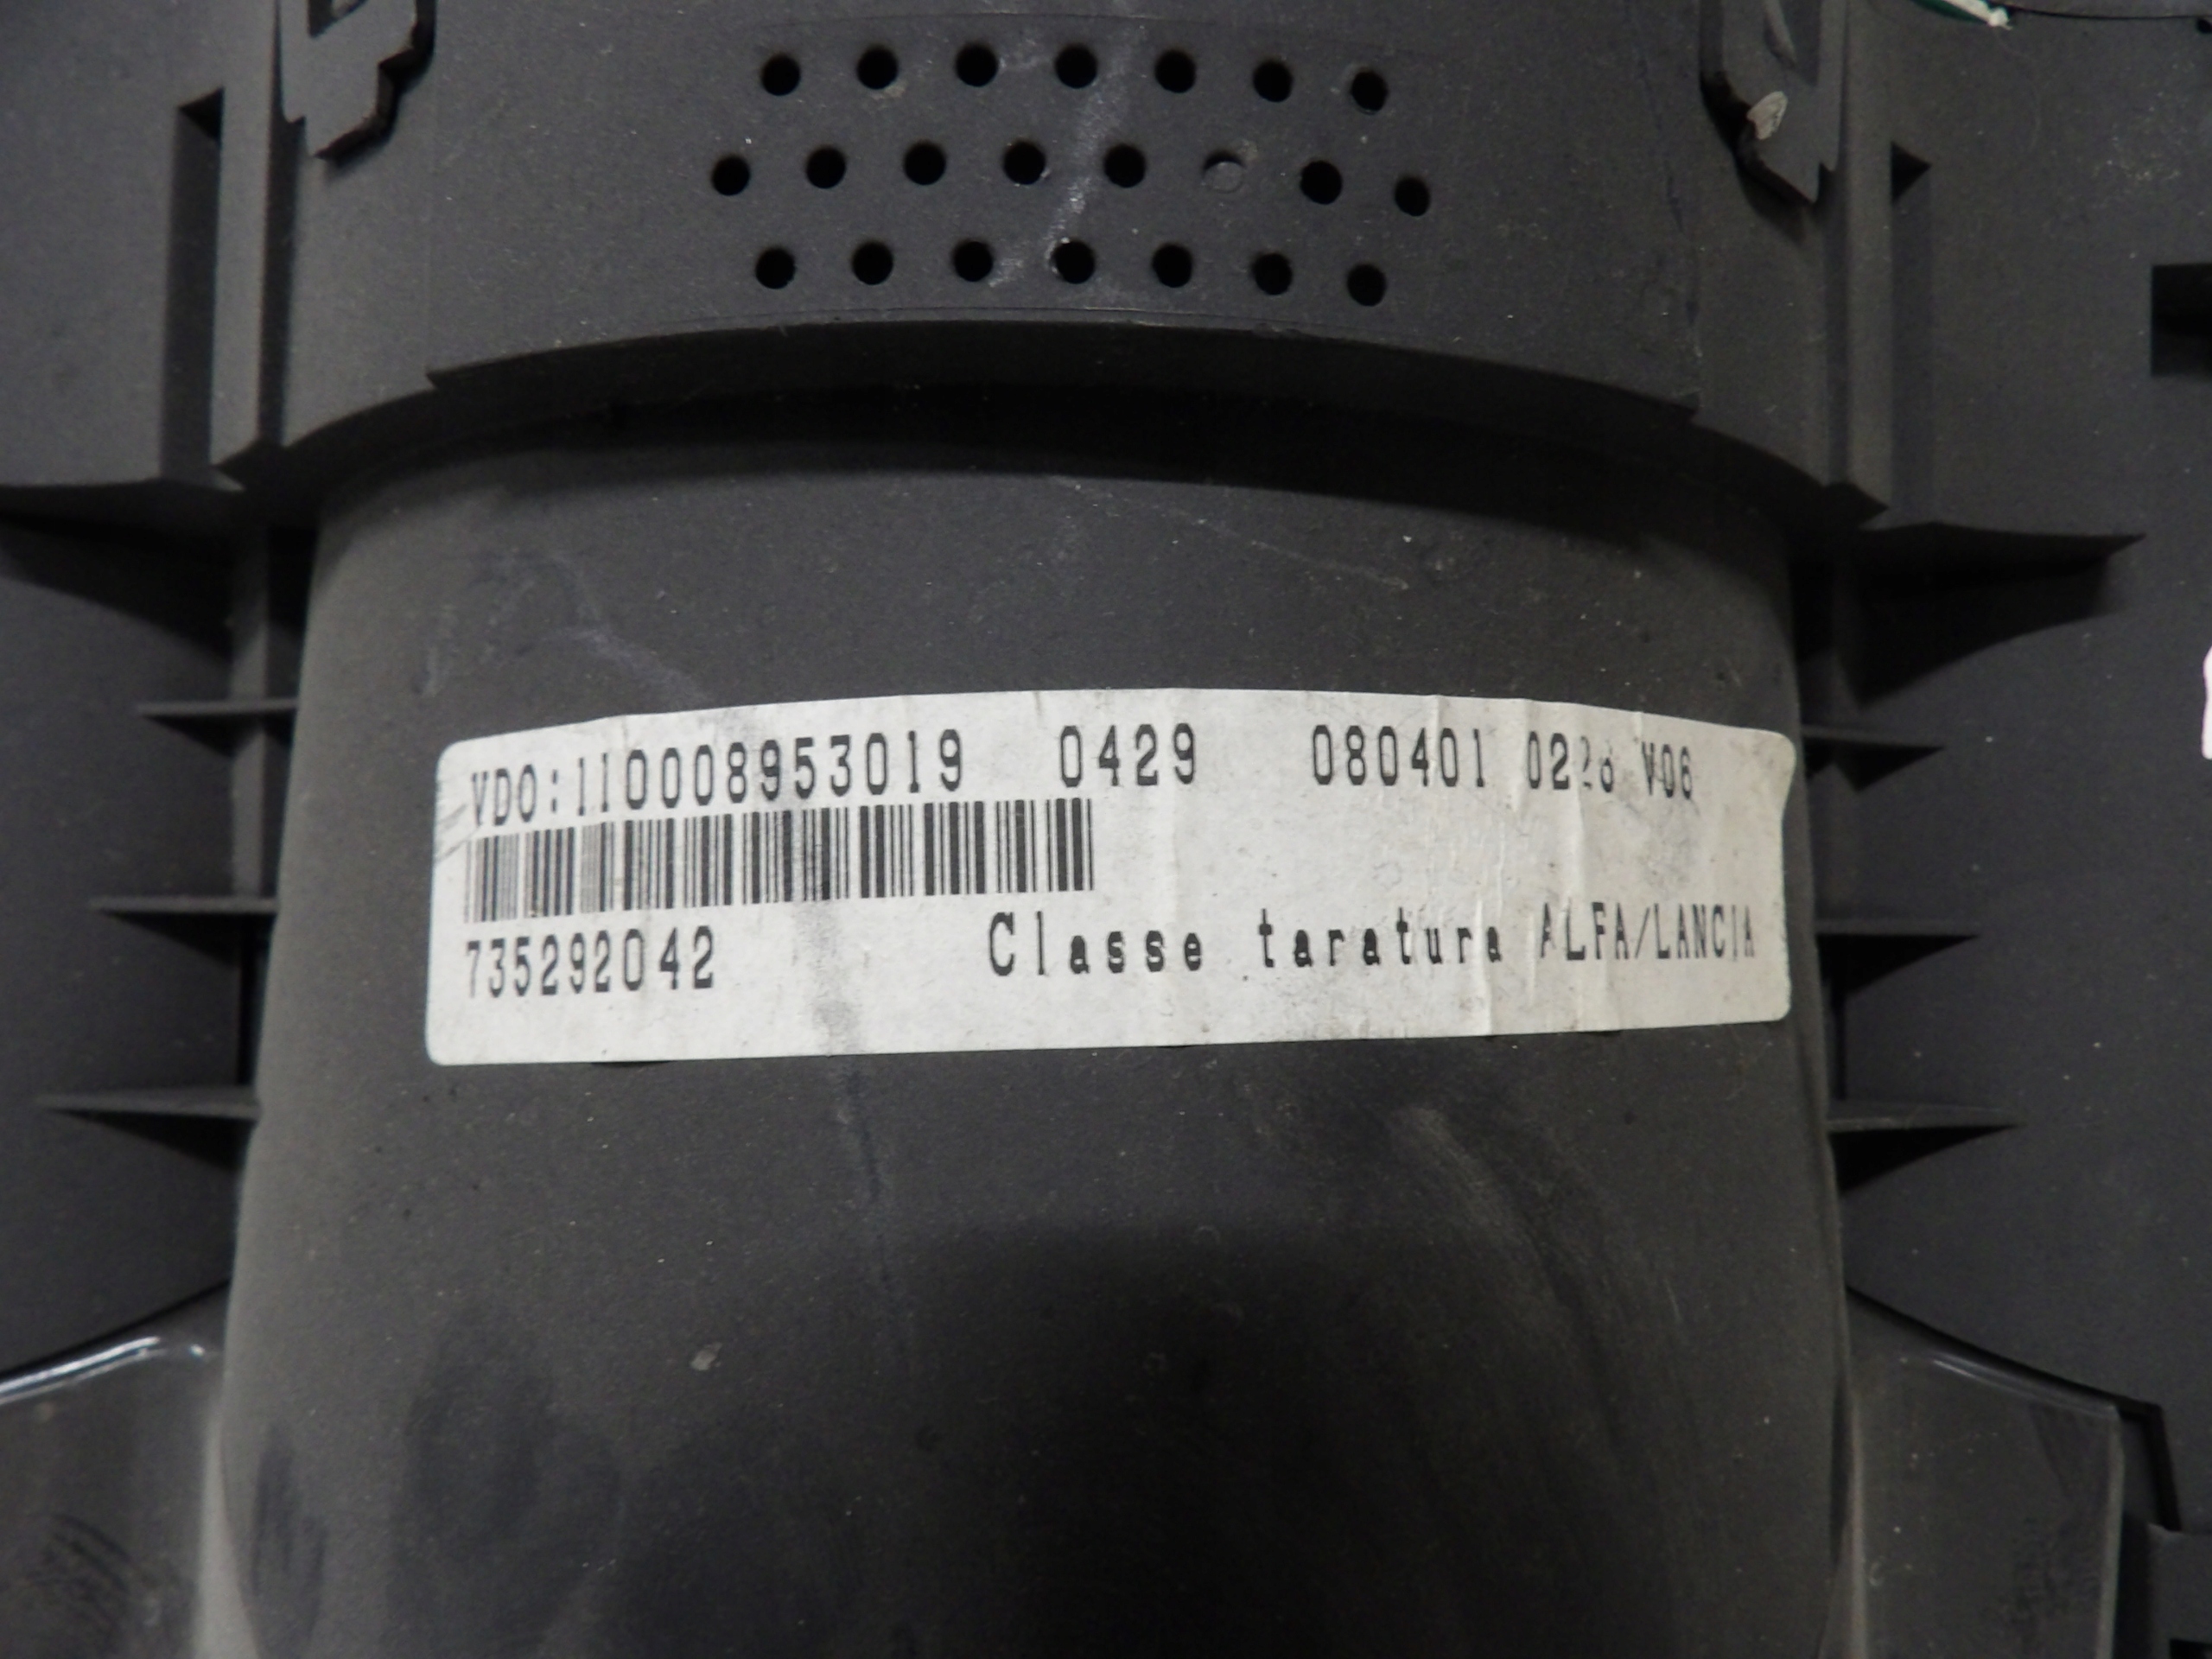 VDO:110008953019 0429 080401 V06
735292042 Classe taratura ALFA/LANCIA